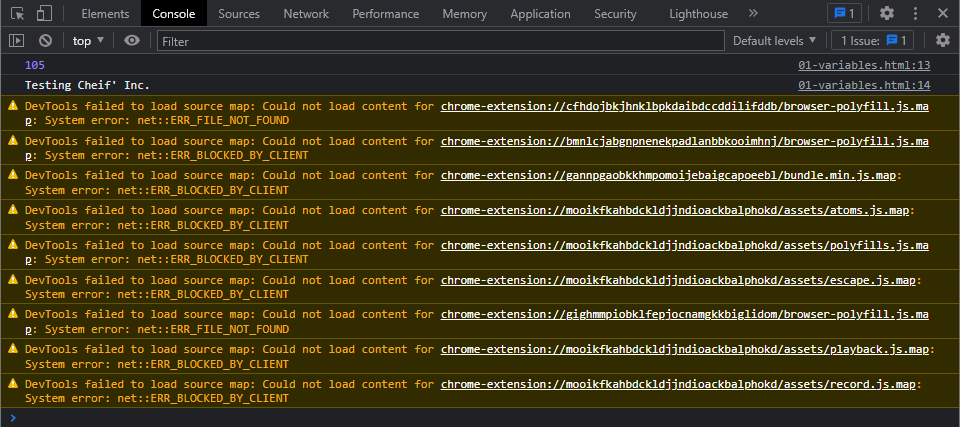 Elements Console Sources Network Performance Memory Application Security Lighthouse » 1
top Filter Default levels 1 Issue: 1
105 01-variables.html:13
Testing Cheif' Inc. 01-variables.html:14
DevTools failed to load source map: Could not load content for chrome-extension://cfhdojbkjhnklbpkdaibdccddilifddb/browser-polyfill.js.ma
p: System error: net::ERR_FILE_NOT_FOUND
DevTools failed to load source map: Could not load content for chrome-extension://bmnlcjabgnpnenekpadlanbbkooimhnj/browser-polyfill.js.ma
p: System error: net::ERR_BLOCKED_BY_CLIENT
DevTools failed to load source map: Could not load content for chrome-extension://gannpgaobkkhmpomoijebaigcapoeebl/bundle.min.js.map:
System error: net::ERR_BLOCKED_BY_CLIENT
DevTools failed to load source map: Could not load content for chrome-extension://mooikfkahbdckldjjndioackbalphokd/assets/atoms.js.map:
System error: net::ERR_BLOCKED_BY_CLIENT
DevTools failed to load source map: Could not load content for chrome-extension://mooikfkahbdckldjjndioackbalphokd/assets/polyfills.js.ma
p: System error: net::ERR_BLOCKED_BY_CLIENT
DevTools failed to load source map: Could not load content for chrome-extension://mooikfkahbdckldjjndioackbalphokd/assets/escape.js.map:
System error: net::ERR_BLOCKED_BY_CLIENT
DevTools failed to load source map: Could not load content for chrome-extension://gighmmpiobklfepjocnamgkkbiglidom/browser-polyfill.js.ma
p: System error: net::ERR_FILE_NOT_FOUND
DevTools failed to load source map: Could not load content for chrome-extension://mooikfkahbdckldjjndioackbalphokd/assets/playback.js.map:
System error: net::ERR_BLOCKED_BY_CLIENT
DevTools failed to load source map: Could not load content for chrome-extension://mooikfkahbdckldjjndioackbalphokd/assets/record.js.map:
System error: net::ERR_BLOCKED_BY_CLIENT